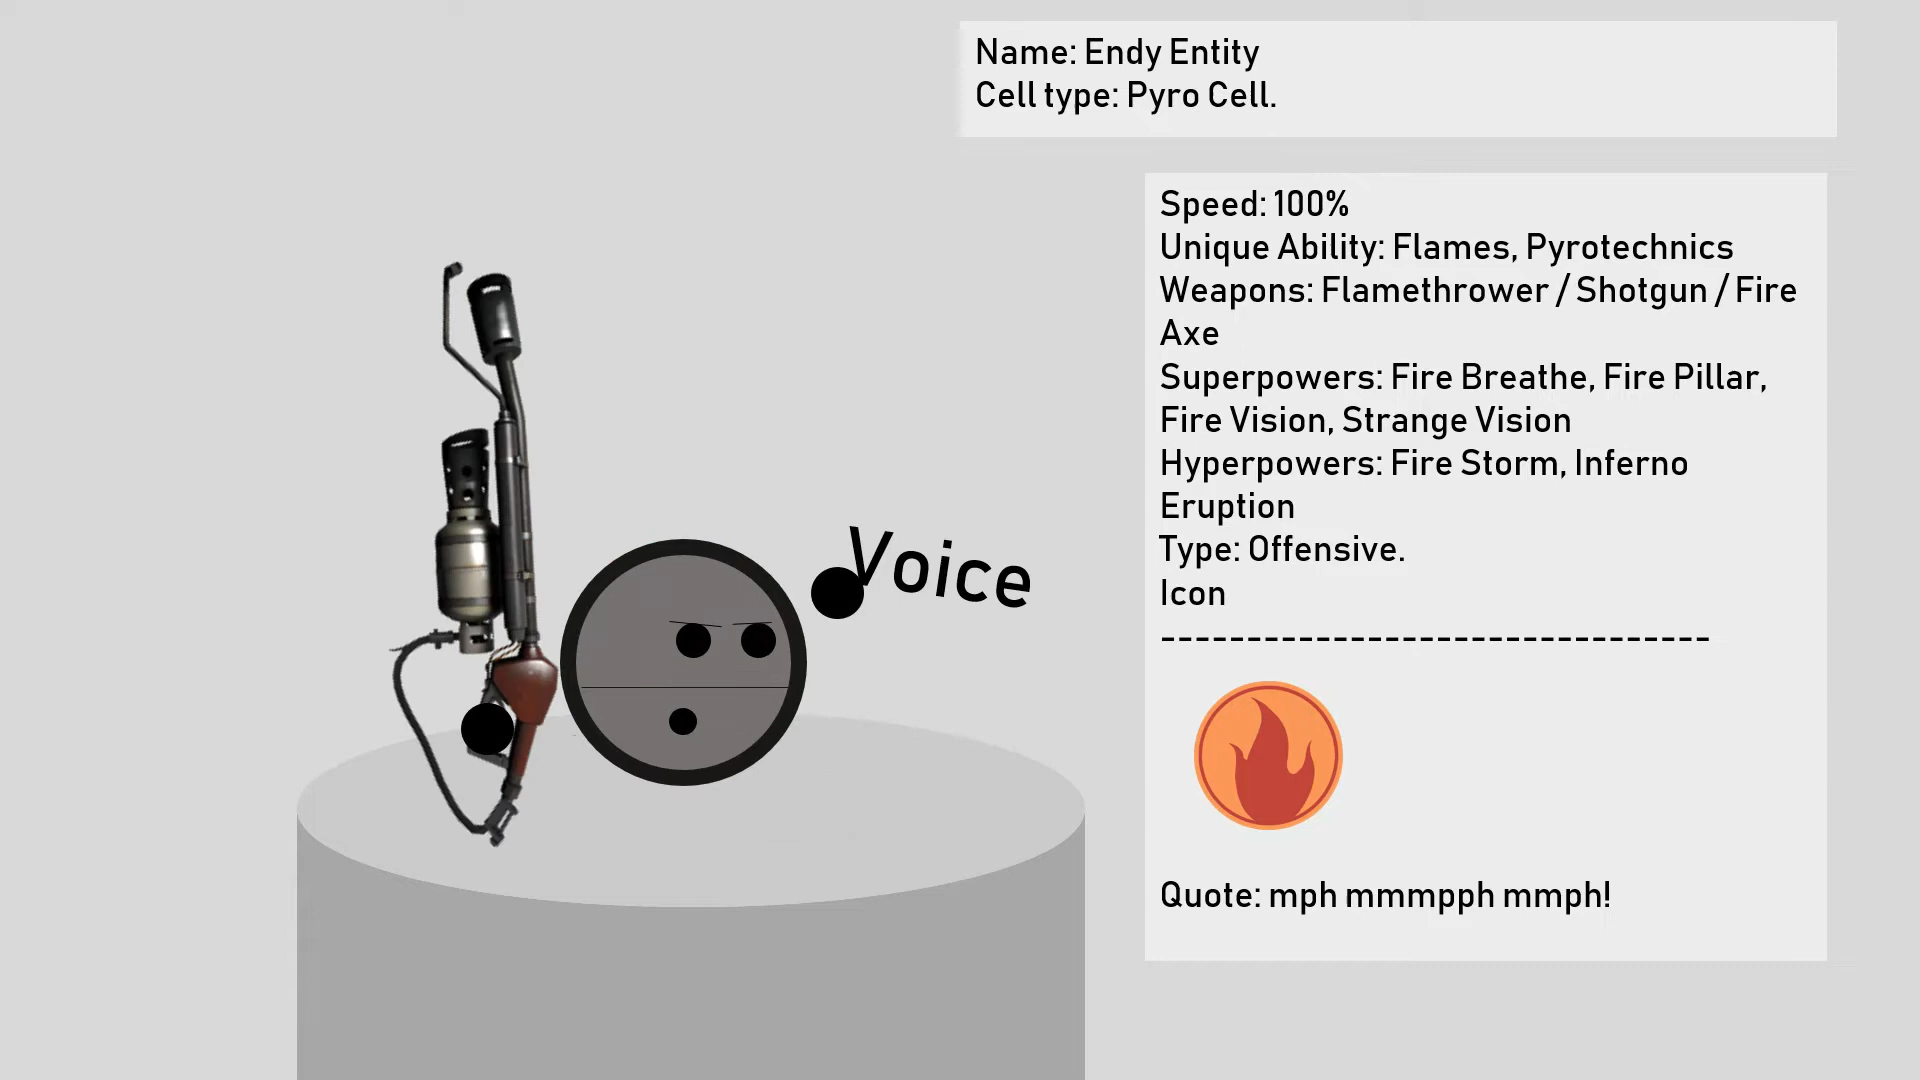 Name: Endy Entity
Cell type: Pyro Cell.
Speed: 100%
Unique Ability: Flames, Pyrotechnics
Weapons: Flamethrower / Shotgun / Fire
Axe
Superpowers: Fire Breathe, Fire Pillar,
Fire Vision, Strange Vision
Hyperpowers: Fire Storm, Inferno
Eruption
Type: Offensive.
Icon
--------------------------------
Quote: mph mmmpph mmph!
Voice